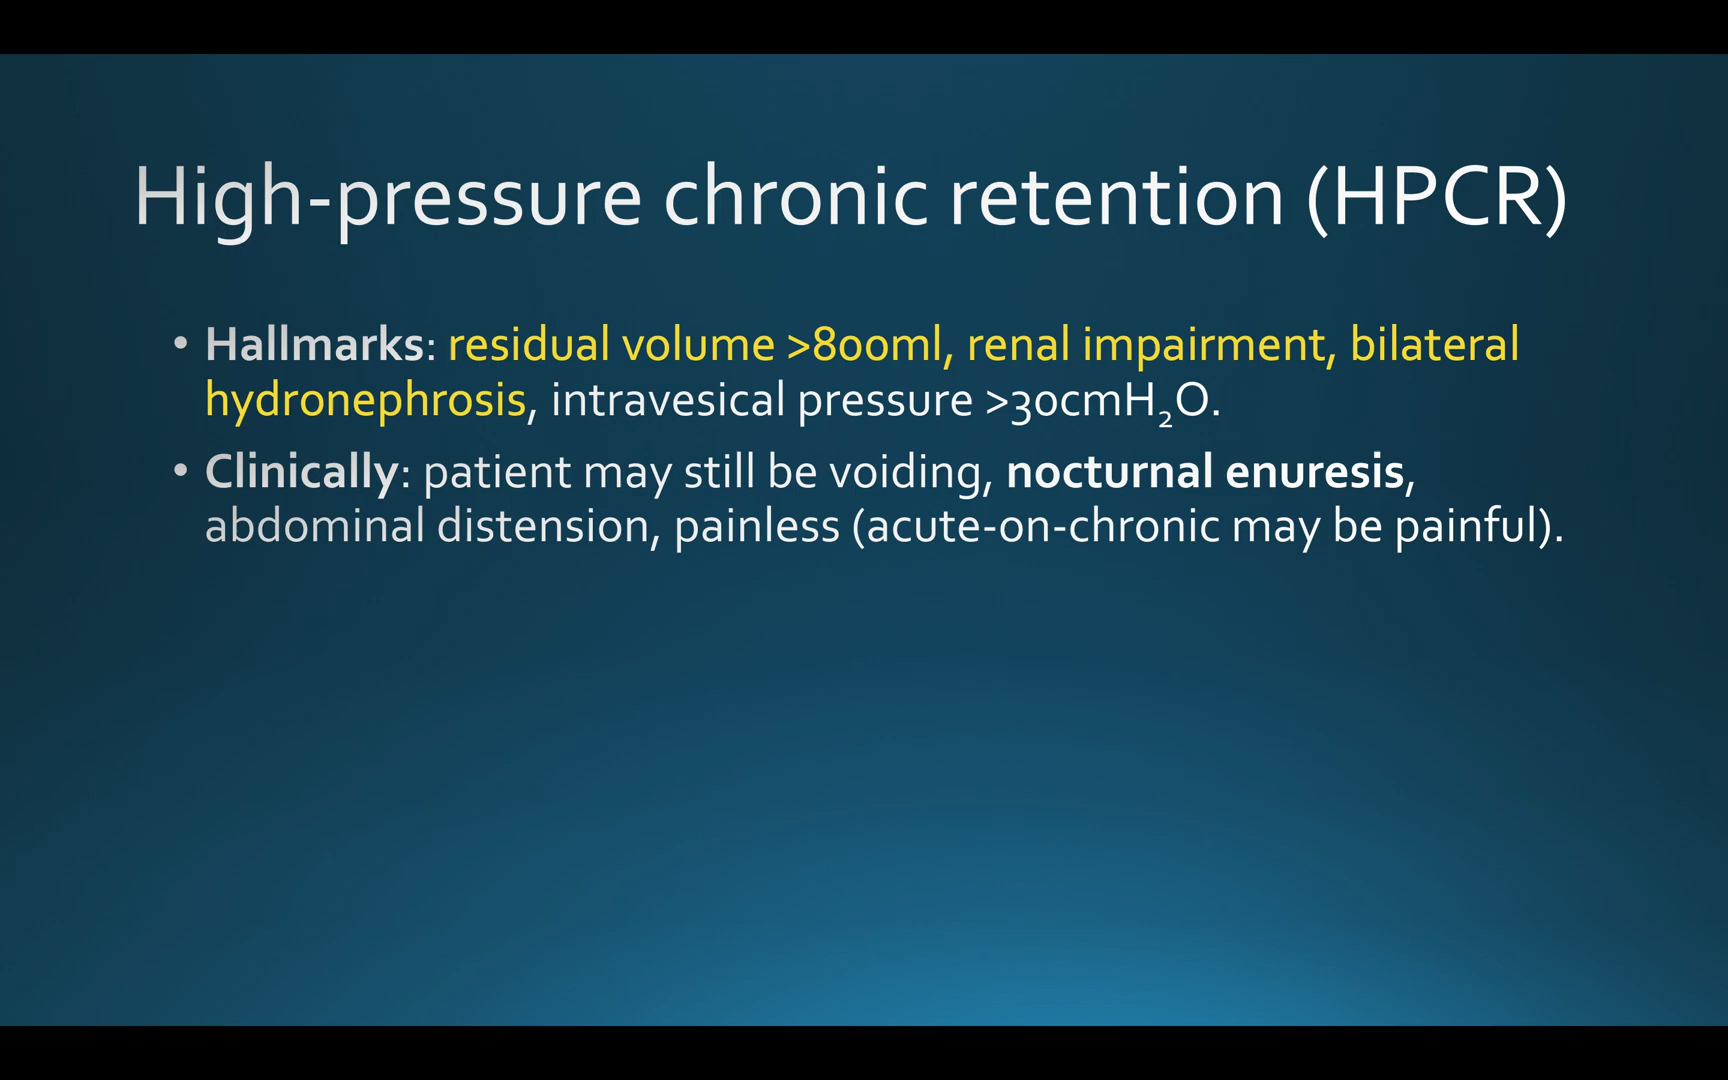 High-pressure chronic retention (HPCR)
• Hallmarks: residual volume >800ml, renal impairment, bilateral
hydronephrosis, intravesical pressure >30cmH₂O.
• Clinically: patient may still be voiding, nocturnal enuresis,
abdominal distension, painless (acute-on-chronic may be painful).